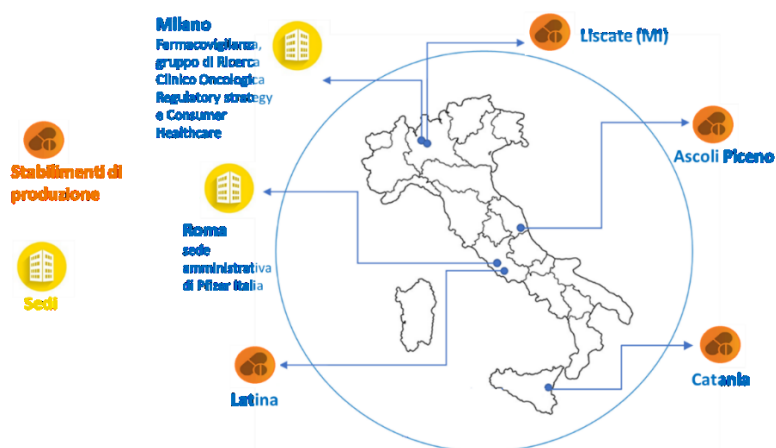 Milano
Farmacovigilanza,
gruppo di Ricerca
Clinico Oncologica
Regulatory strategy
e Consumer
Healthcare
Liscate (MI)
Ascoli Piceno
Stabilimenti di
produzione
Roma
sede
amministrativa
di Pfizer Italia
Sedi
Latina
Catania